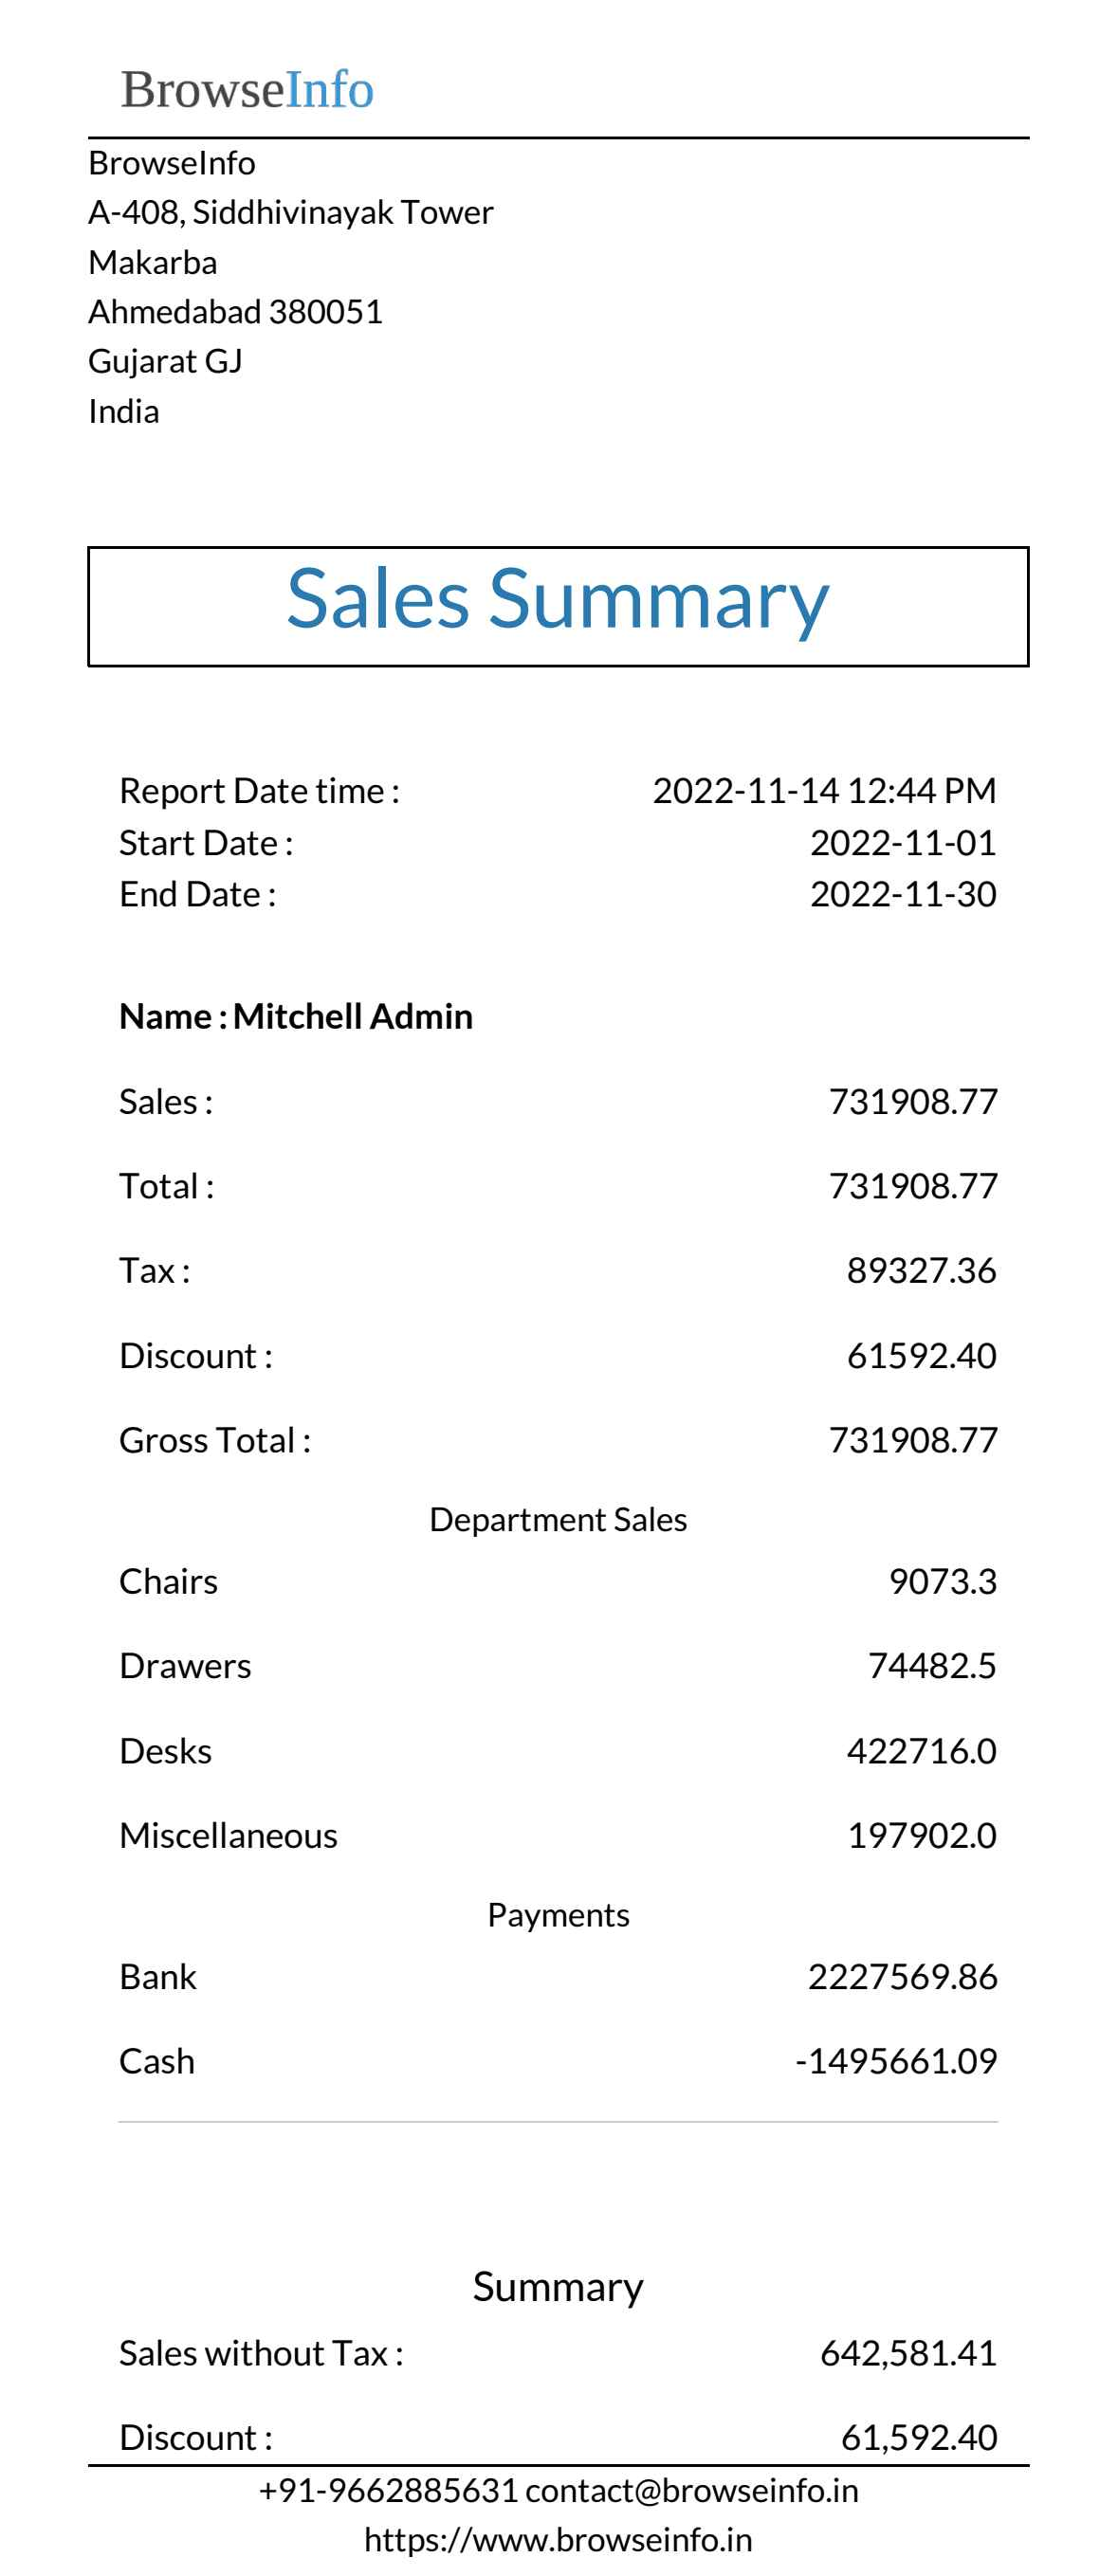 BrowseInfo
BrowseInfo
A-408, Siddhivinayak Tower
Makarba
Ahmedabad 380051
Gujarat GJ
India
Sales Summary
Report Date time : 2022-11-14 12:44 PM
Start Date : 2022-11-01
End Date : 2022-11-30
Name : Mitchell Admin
Sales : 731908.77
Total : 731908.77
Tax : 89327.36
Discount : 61592.40
Gross Total : 731908.77
Department Sales
Chairs 9073.3
Drawers 74482.5
Desks 422716.0
Miscellaneous 197902.0
Payments
Bank 2227569.86
Cash -1495661.09
Summary
Sales without Tax : 642,581.41
Discount : 61,592.40
+91-9662885631 contact@browseinfo.in
https://www.browseinfo.in